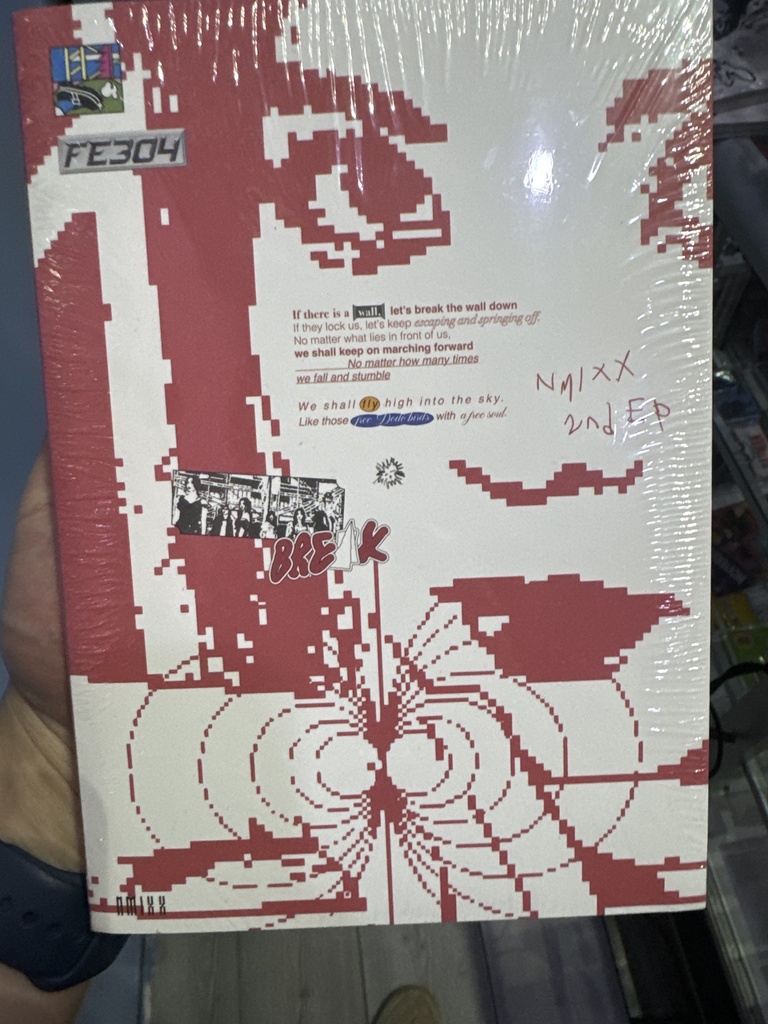 FE304
If there is a wall, let's break the wall down
If they lock us, let's keep escaping and springing off.
No matter what lies in front of us,
we shall keep on marching forward
No matter how many times
we fall and stumble
We shall fly high into the sky.
Like those free Dodo birds with a free soul.
NMIXX
2nd EP
BREAK
NMIXX